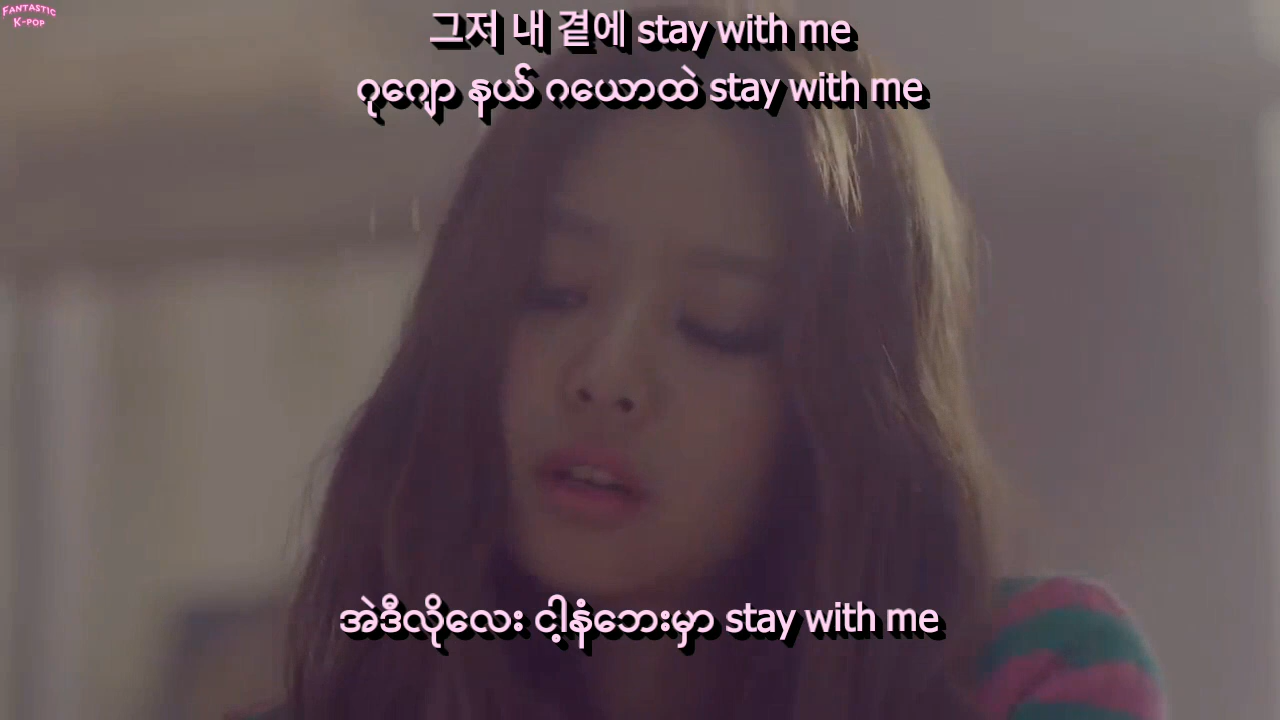 FANTASTIC
K-POP
그저 내 곁에 stay with me
ဂုဂျော နယ် ဂယောထဲ stay with me
အဲဒီလိုလေး ငါ့နံဘေးမှာ stay with me